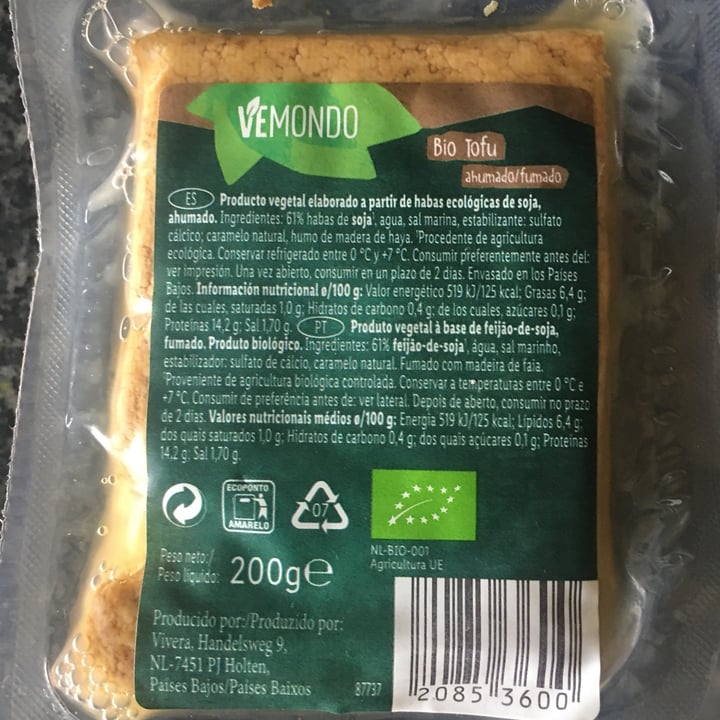 VEMONDO
Bio Tofu
ahumado/fumado
ES Producto vegetal elaborado a partir de habas ecológicas de soja,
ahumado. Ingredientes: 61% habas de soja¹, agua, sal marina, estabilizante: sulfato
cálcico; caramelo natural, humo de madera de haya. ¹Procedente de agricultura
ecológica. Conservar refrigerado entre 0 °C y +7 °C. Consumir preferentemente antes del:
ver impresión. Una vez abierto, consumir en un plazo de 2 días. Envasado en los Países
Bajos. Información nutricional ø/100 g: Valor energético 519 kJ/125 kcal; Grasas 6,4 g;
de las cuales, saturadas 1,0 g; Hidratos de carbono 0,4 g; de los cuales, azúcares 0,1 g;
Proteínas 14,2 g; Sal 1,70 g. PT Produto vegetal à base de feijão-de-soja,
fumado. Produto biológico. Ingredientes: 61% feijão-de-soja¹, água, sal marinho,
estabilizador: sulfato de cálcio, caramelo natural. Fumado com madeira de faia.
¹Proveniente de agricultura biológica controlada. Conservar a temperaturas entre 0 °C e
+7 °C. Consumir de preferência antes de: ver lateral. Depois de aberto, consumir no prazo
de 2 dias. Valores nutricionais médios ø/100 g: Energia 519 kJ/125 kcal; Lípidos 6,4 g;
dos quais saturados 1,0 g; Hidratos de carbono 0,4 g; dos quais açúcares 0,1 g; Proteínas
14,2 g; Sal 1,70 g.
ECOPONTO
AMARELO
07
NL-BIO-001
Agricultura UE
Peso neto:/
Peso líquido: 200g℮
Producido por:/Produzido por:
Vivera, Handelsweg 9,
NL-7451 PJ Holten,
Países Bajos/Países Baixos
87737
2085 3600